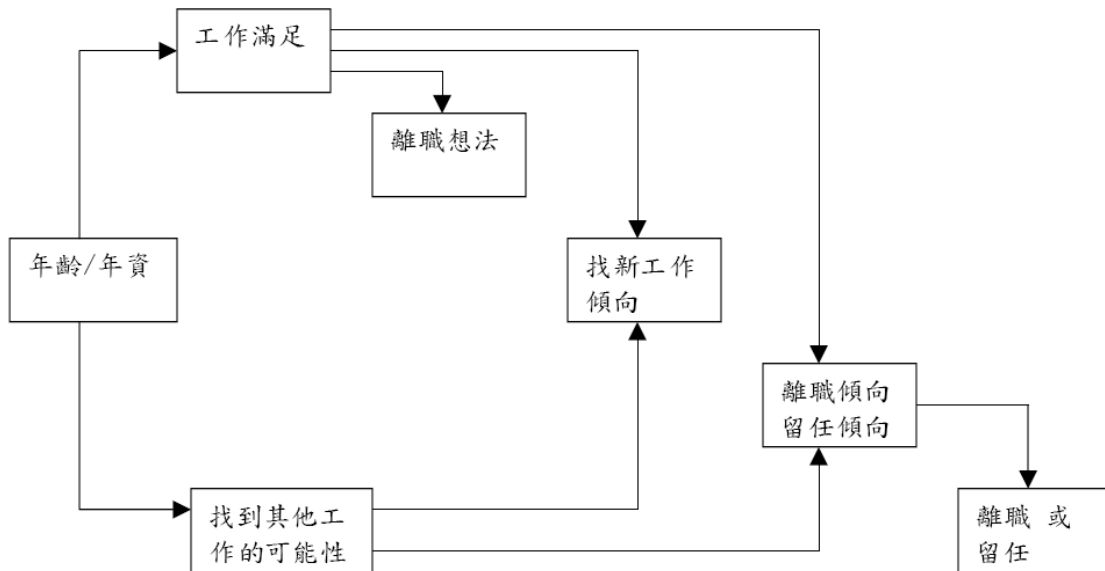 工作滿足
離職想法
年齡/年資
找新工作
傾向
離職傾向
留任傾向
找到其他工
作的可能性
離職 或
留任